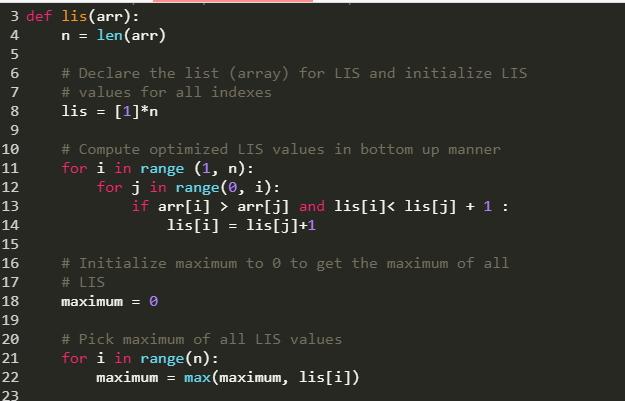 3 def lis(arr):
4     n = len(arr)
5
6     # Declare the list (array) for LIS and initialize LIS
7     # values for all indexes
8     lis = [1]*n
9
10     # Compute optimized LIS values in bottom up manner
11     for i in range (1, n):
12         for j in range(0, i):
13             if arr[i] > arr[j] and lis[i]< lis[j] + 1 :
14                 lis[i] = lis[j]+1
15
16     # Initialize maximum to 0 to get the maximum of all
17     # LIS
18     maximum = 0
19
20     # Pick maximum of all LIS values
21     for i in range(n):
22         maximum = max(maximum, lis[i])
23